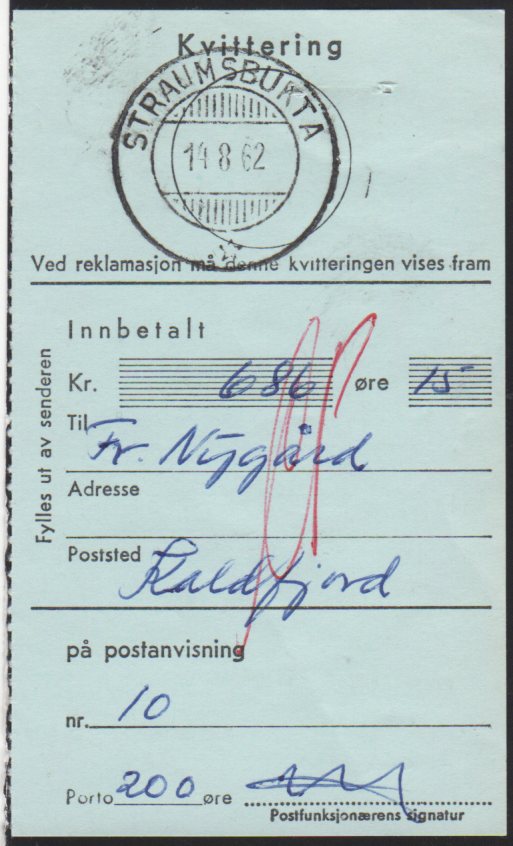 Kvittering
STRAUMSBUKTA
14 8 62
Ved reklamasjon må denne kvitteringen vises fram
Innbetalt
Kr. 686 øre 15
Til Fr. Nygård
Adresse
Poststed Kaldfjord
Fylles ut av senderen
på postanvisning
nr. 10
Porto 200 øre
Postfunksjonærens signatur